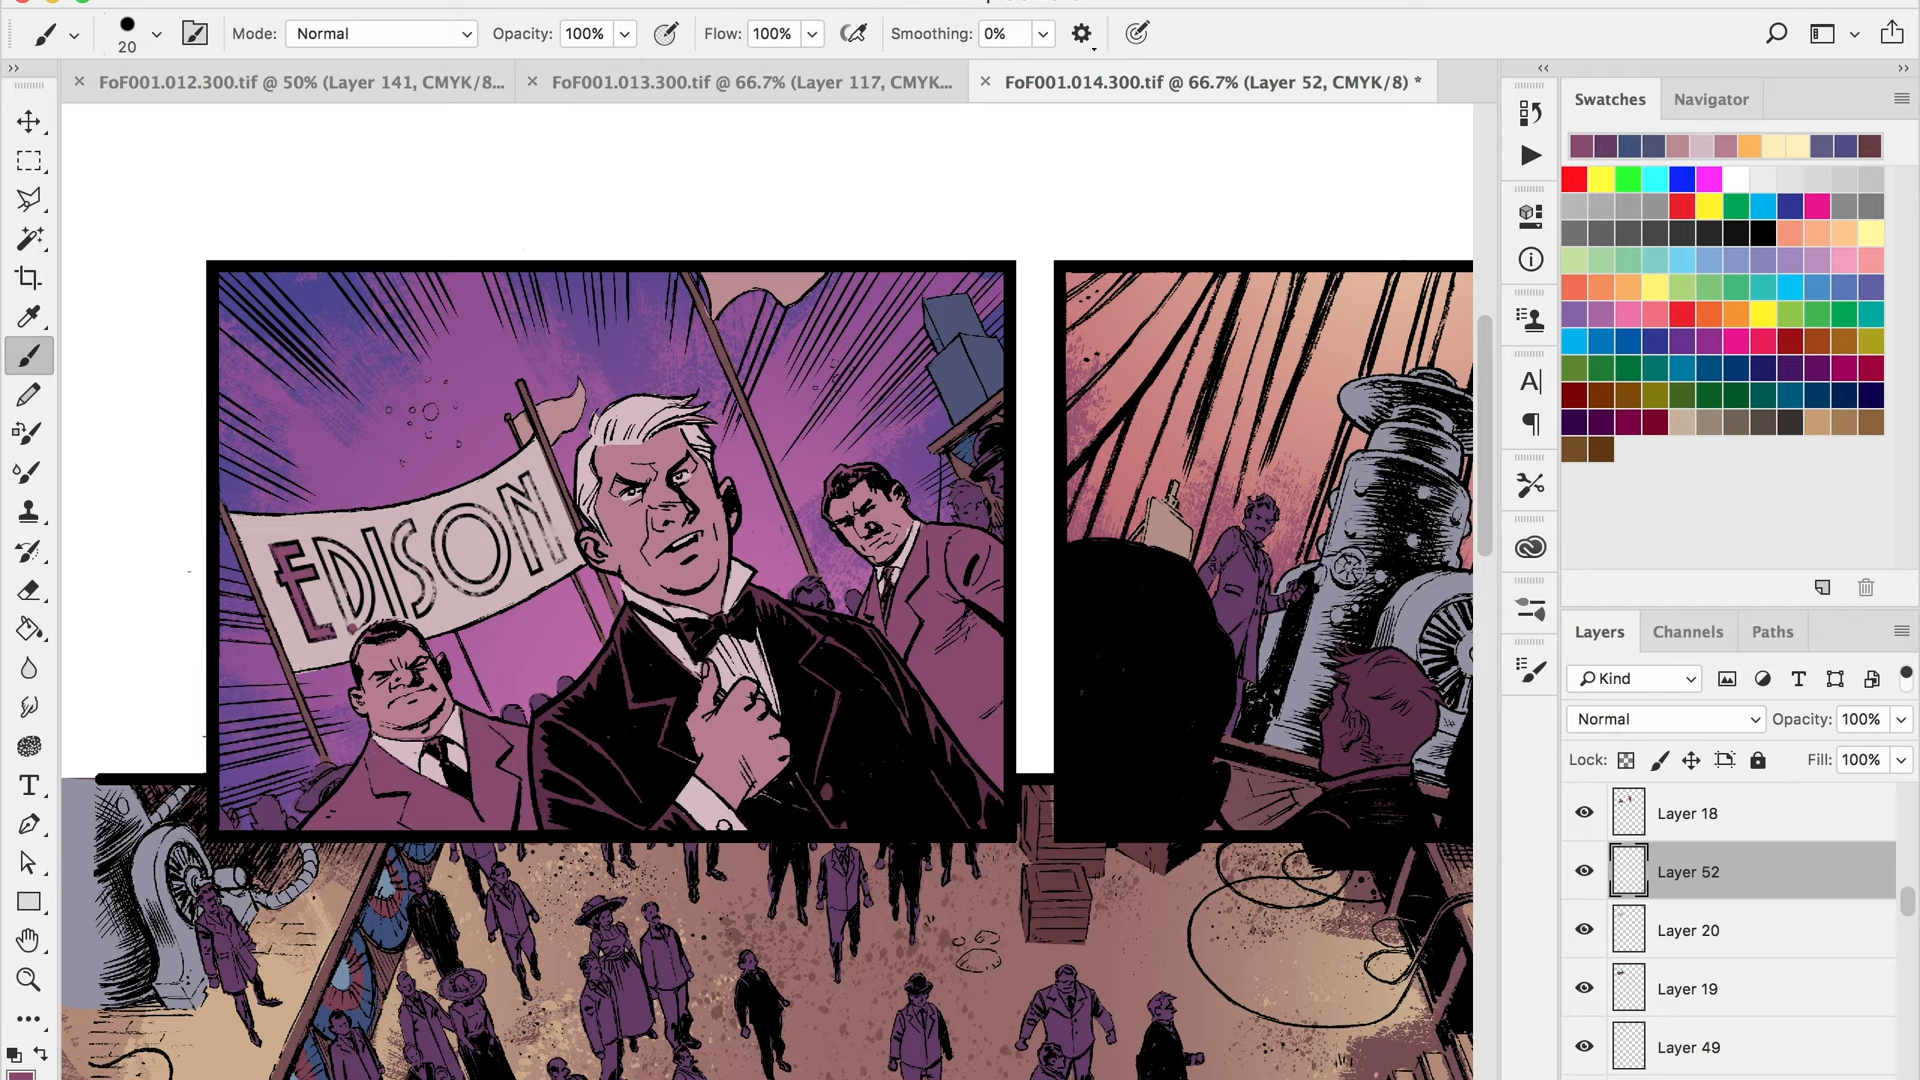 20
Mode: Normal
Opacity: 100%
Flow: 100%
Smoothing: 0%
FoF001.012.300.tif @ 50% (Layer 141, CMYK/8...
FoF001.013.300.tif @ 66.7% (Layer 117, CMYK...
FoF001.014.300.tif @ 66.7% (Layer 52, CMYK/8) *
Swatches
Navigator
EDISON
Layers
Channels
Paths
Kind
Normal
Opacity: 100%
Lock:
Fill: 100%
Layer 18
Layer 52
Layer 20
Layer 19
Layer 49